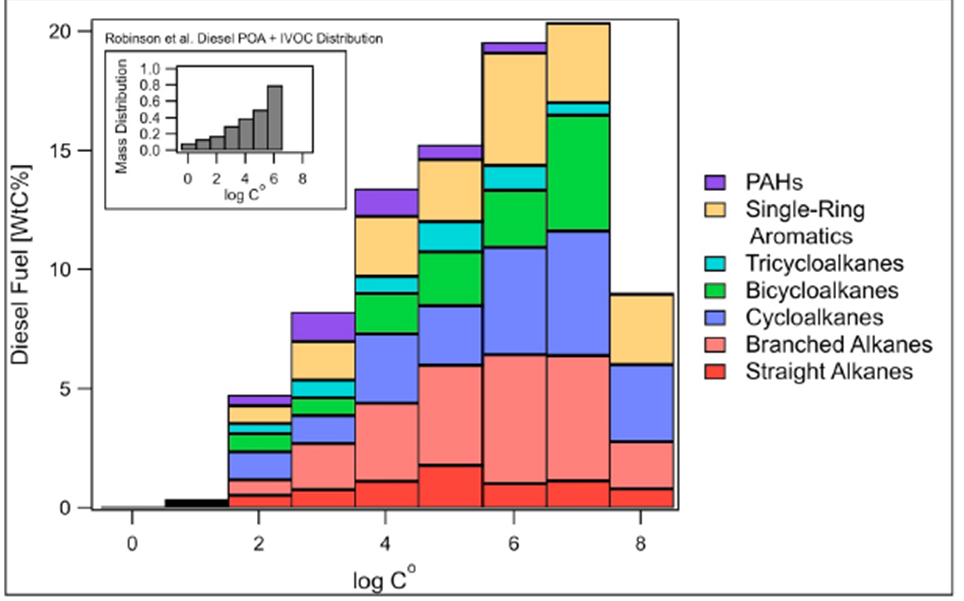 Robinson et al. Diesel POA + IVOC Distribution
Mass Distribution
1.0
0.8
0.6
0.4
0.2
0.0
0 2 4 6 8
log C°
Diesel Fuel [WtC%]
20
15
10
5
0
0 2 4 6 8
log C°
PAHs
Single-Ring
Aromatics
Tricycloalkanes
Bicycloalkanes
Cycloalkanes
Branched Alkanes
Straight Alkanes